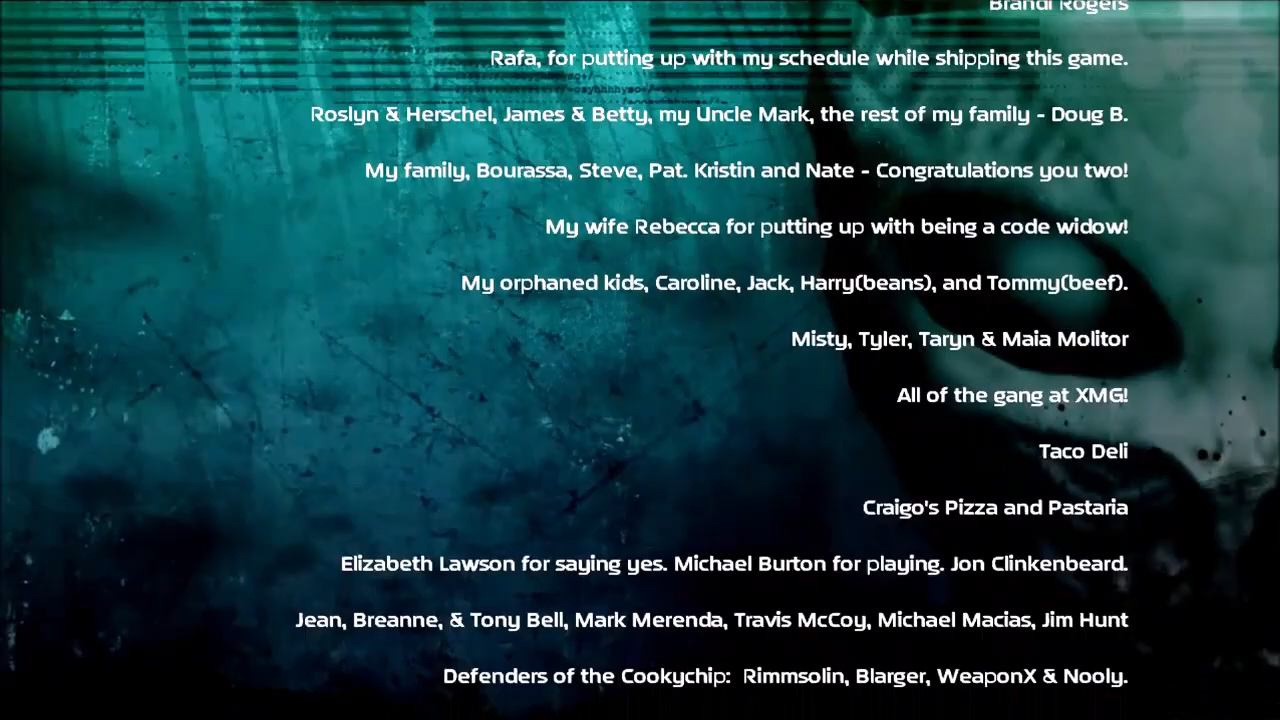 Brandi Rogers
Rafa, for putting up with my schedule while shipping this game.
Roslyn & Herschel, James & Betty, my Uncle Mark, the rest of my family - Doug B.
My family, Bourassa, Steve, Pat. Kristin and Nate - Congratulations you two!
My wife Rebecca for putting up with being a code widow!
My orphaned kids, Caroline, Jack, Harry(beans), and Tommy(beef).
Misty, Tyler, Taryn & Maia Molitor
All of the gang at XMG!
Taco Deli
Craigo's Pizza and Pastaria
Elizabeth Lawson for saying yes. Michael Burton for playing. Jon Clinkenbeard.
Jean, Breanne, & Tony Bell, Mark Merenda, Travis McCoy, Michael Macias, Jim Hunt
Defenders of the Cookychip:  Rimmsolin, Blarger, WeaponX & Nooly.